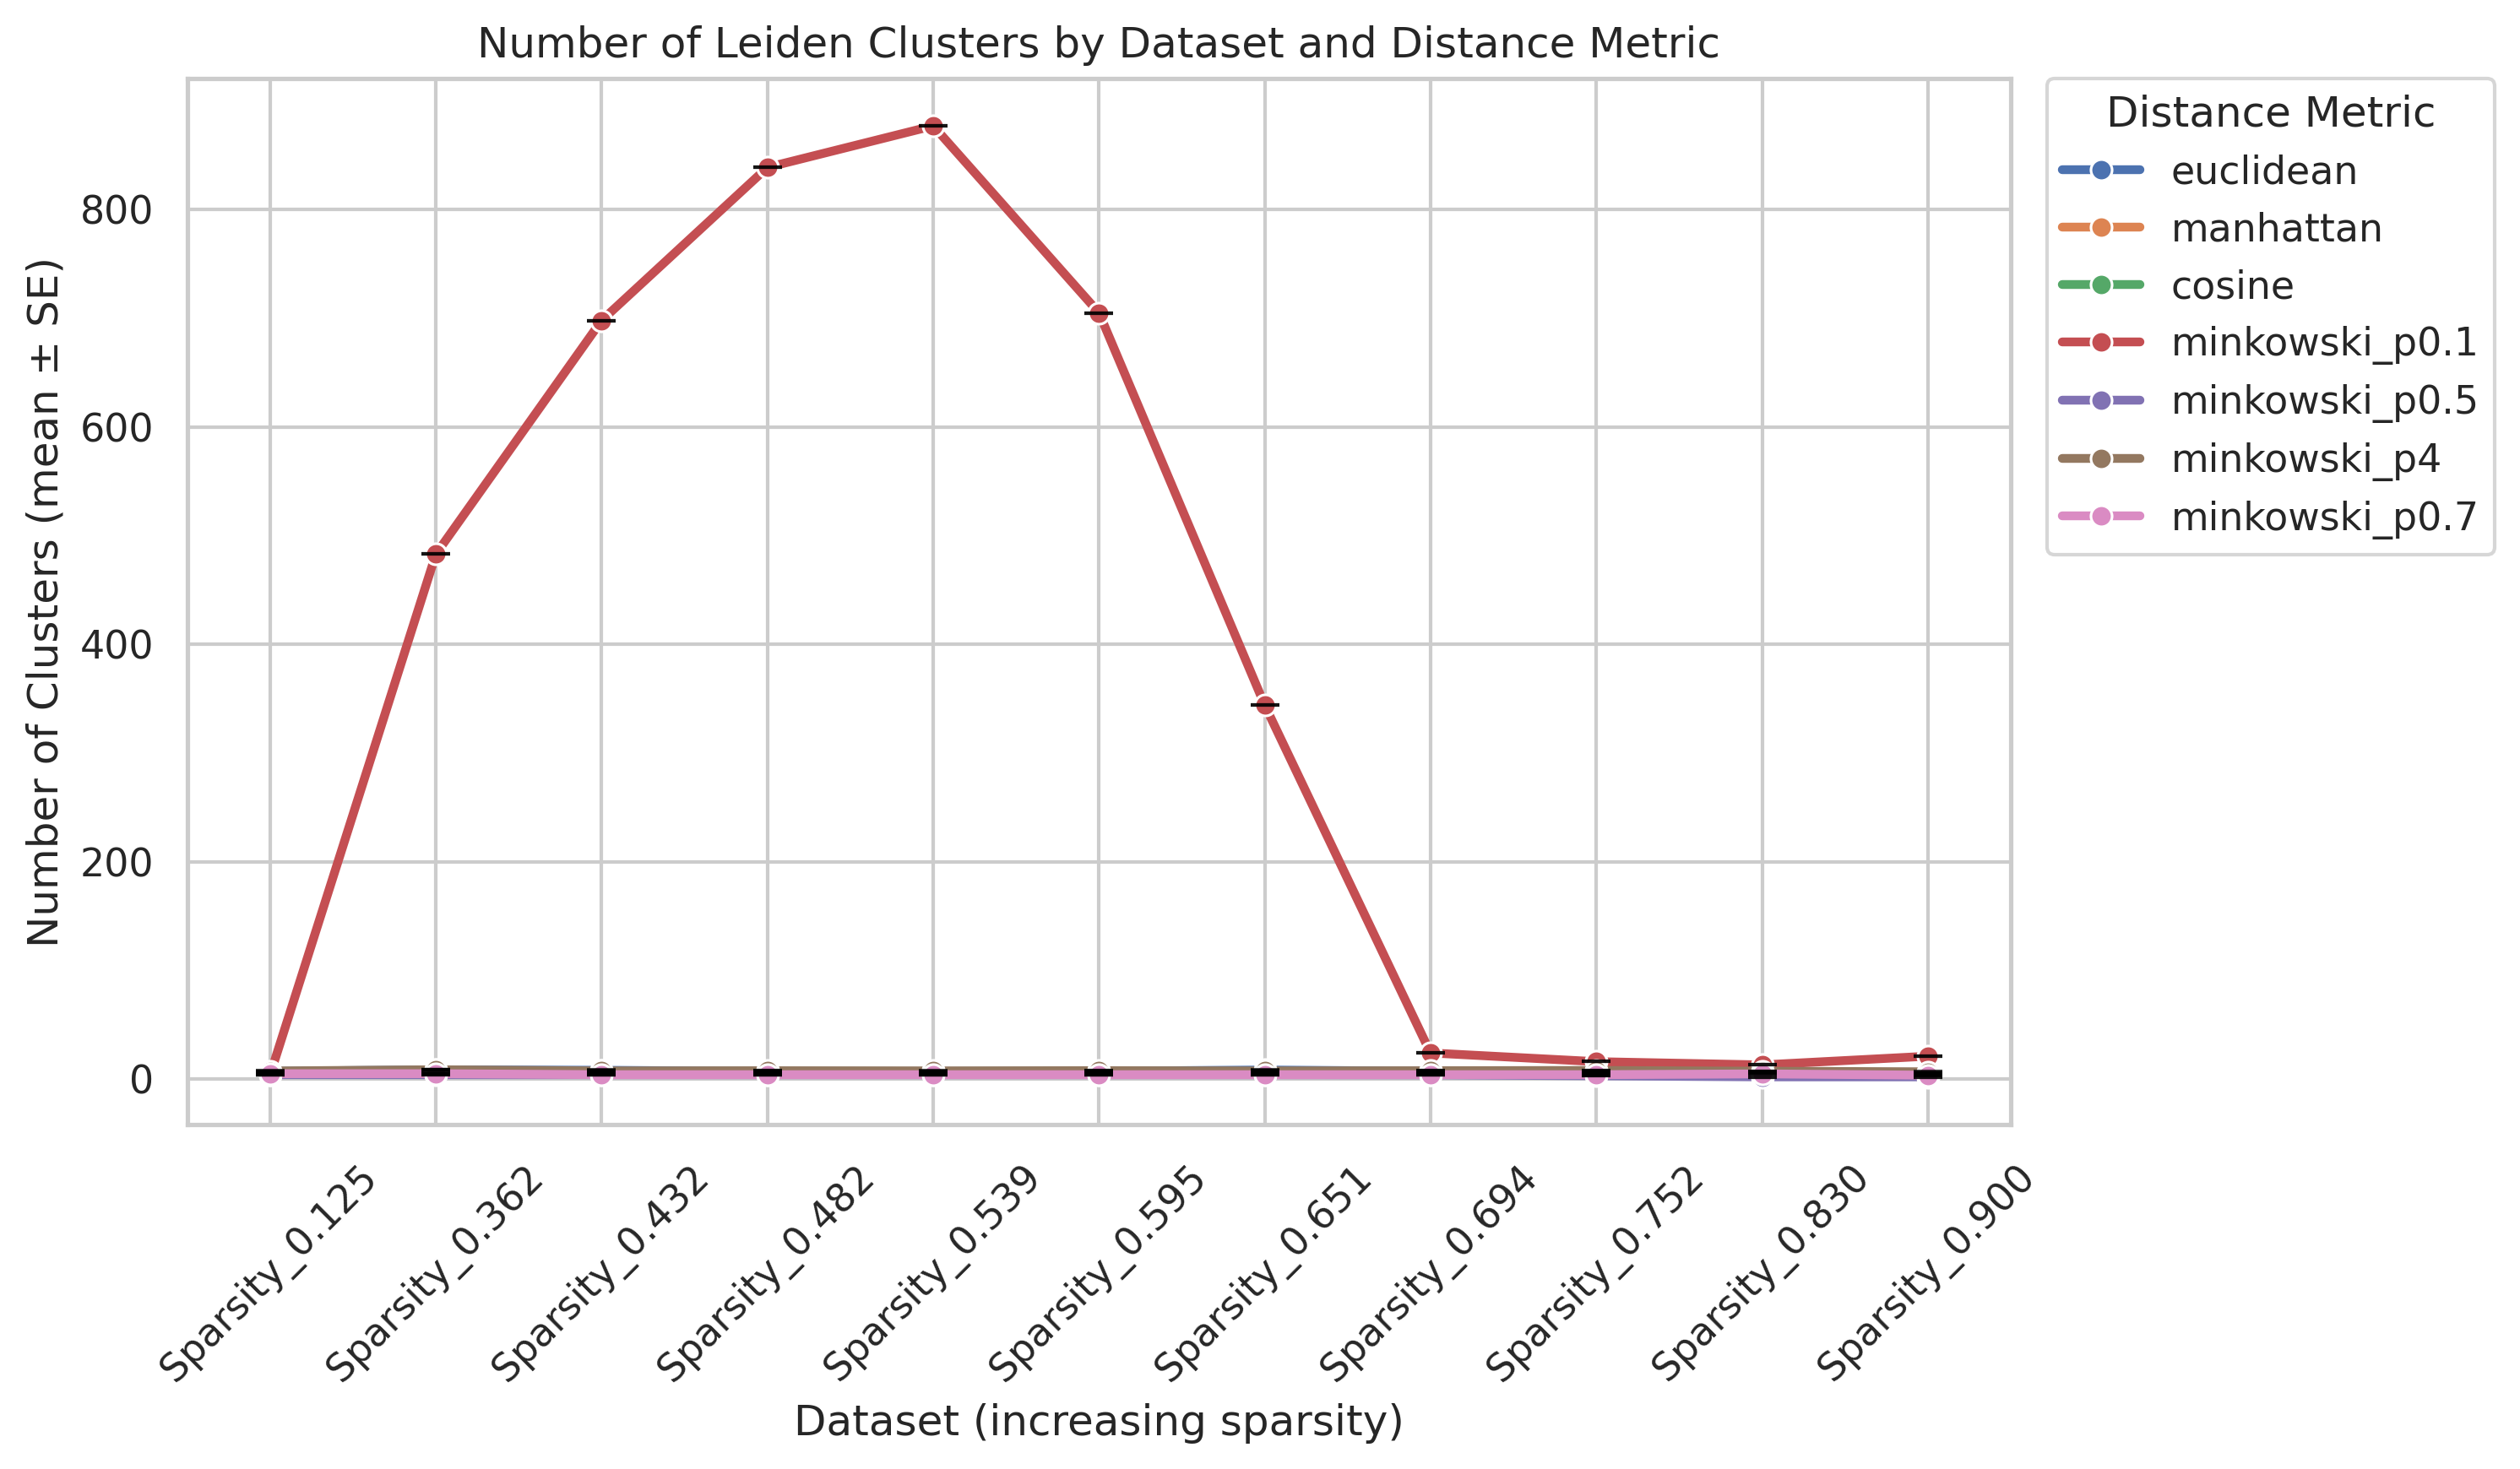 Number of Leiden Clusters by Dataset and Distance Metric
Number of Clusters (mean ± SE)
800
600
400
200
0
Sparsity_0.125
Sparsity_0.362
Sparsity_0.432
Sparsity_0.482
Sparsity_0.539
Sparsity_0.595
Sparsity_0.651
Sparsity_0.694
Sparsity_0.752
Sparsity_0.830
Sparsity_0.900
Dataset (increasing sparsity)
Distance Metric
euclidean
manhattan
cosine
minkowski_p0.1
minkowski_p0.5
minkowski_p4
minkowski_p0.7